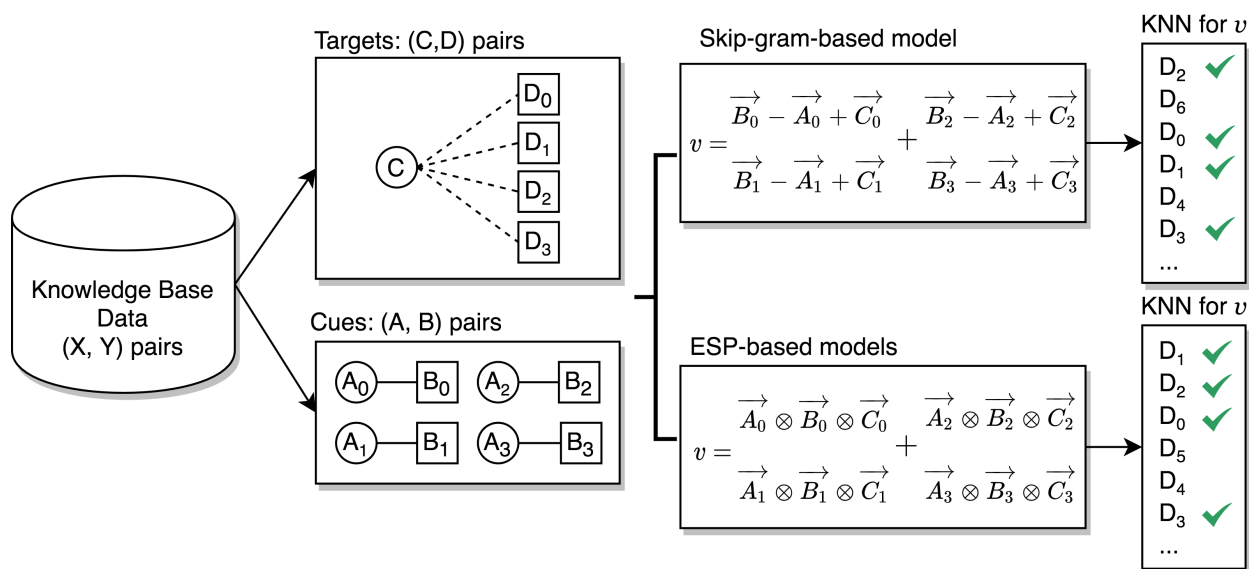 Knowledge Base
Data
(X, Y) pairs
Targets: (C,D) pairs
C
D₀
D₁
D₂
D₃
Cues: (A, B) pairs
A₀ B₀ A₂ B₂
A₁ B₁ A₃ B₃
Skip-gram-based model
v =
B₀⃗ − A₀⃗ + C₀⃗ + B₂⃗ − A₂⃗ + C₂⃗
B₁⃗ − A₁⃗ + C₁⃗ B₃⃗ − A₃⃗ + C₃⃗
ESP-based models
v =
A₀⃗ ⊗ B₀⃗ ⊗ C₀⃗ + A₂⃗ ⊗ B₂⃗ ⊗ C₂⃗
A₁⃗ ⊗ B₁⃗ ⊗ C₁⃗ A₃⃗ ⊗ B₃⃗ ⊗ C₃⃗
KNN for v
D₂ ✓
D₆
D₀ ✓
D₁ ✓
D₄
D₃ ✓
...
KNN for v
D₁ ✓
D₂ ✓
D₀ ✓
D₅
D₄
D₃ ✓
...